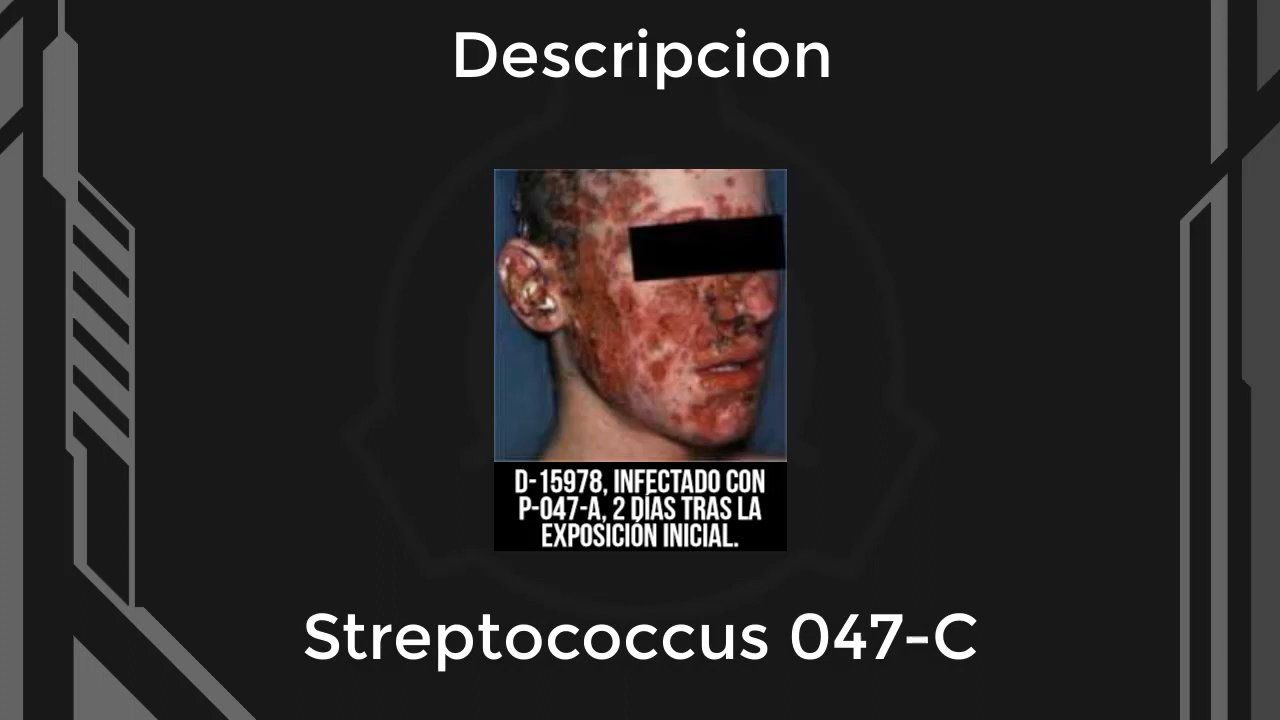 Descripcion
D-15978, INFECTADO CON
P-047-A, 2 DÍAS TRAS LA
EXPOSICIÓN INICIAL.
Streptococcus 047-C